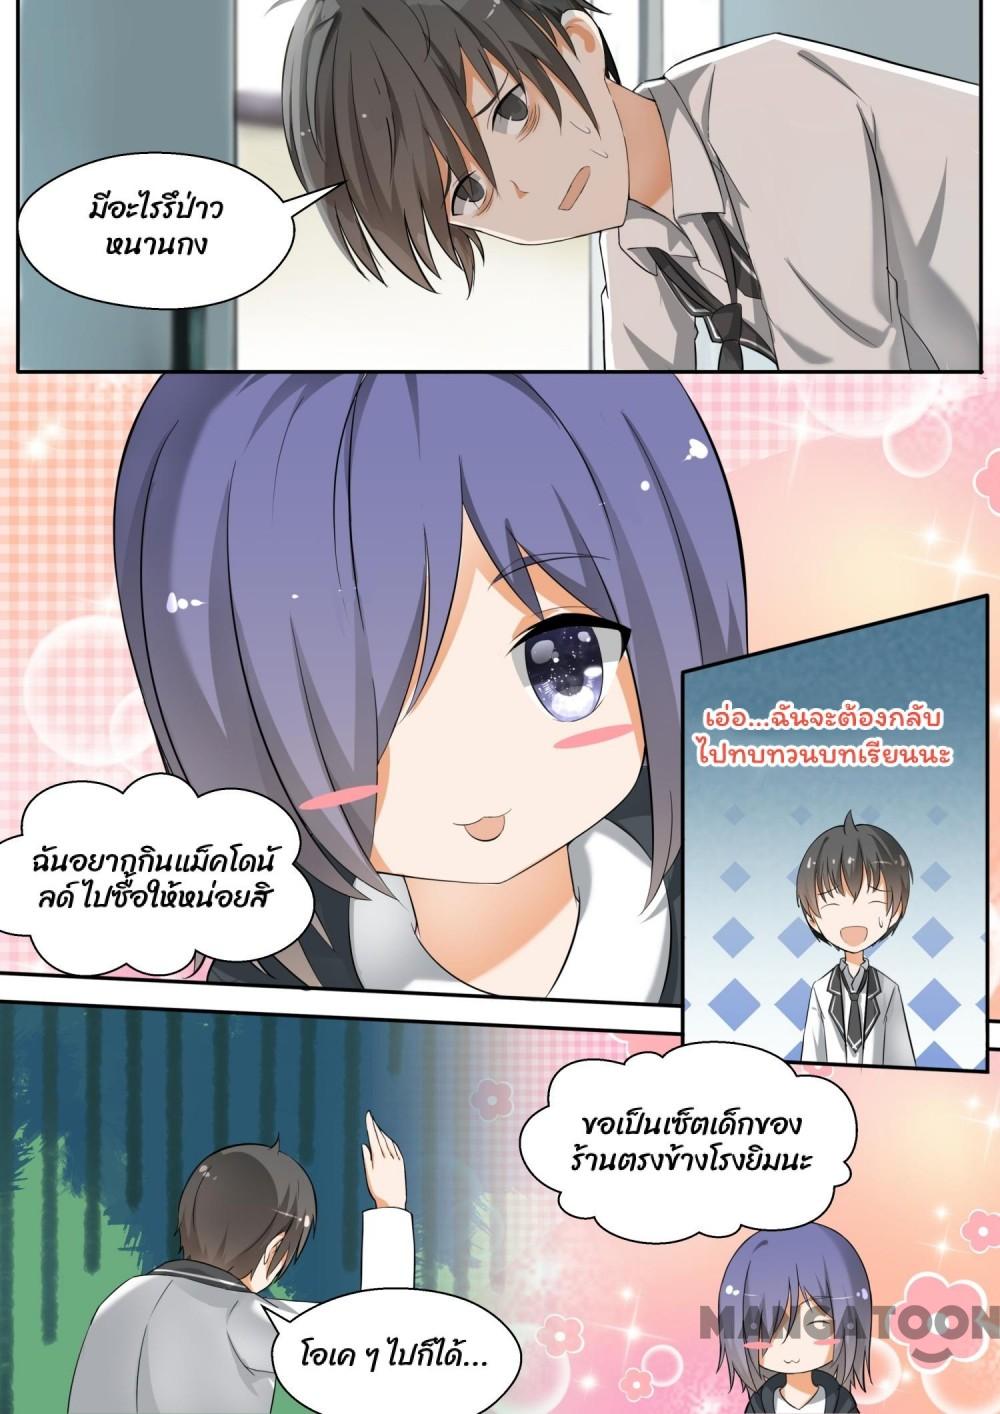 มีอะไรรึป่าว
หนานกง
เอ่อ...ฉันจะต้องกลับ
ไปทบทวนบทเรียนนะ
ฉันอยากกินแม็คโดนั
ลด์ ไปซื้อให้หน่อยสิ
ขอเป็นเซ็ตเด็กของ
ร้านตรงข้างโรงยิมนะ
โอเค ๆ ไปก็ได้...
MANGATOON